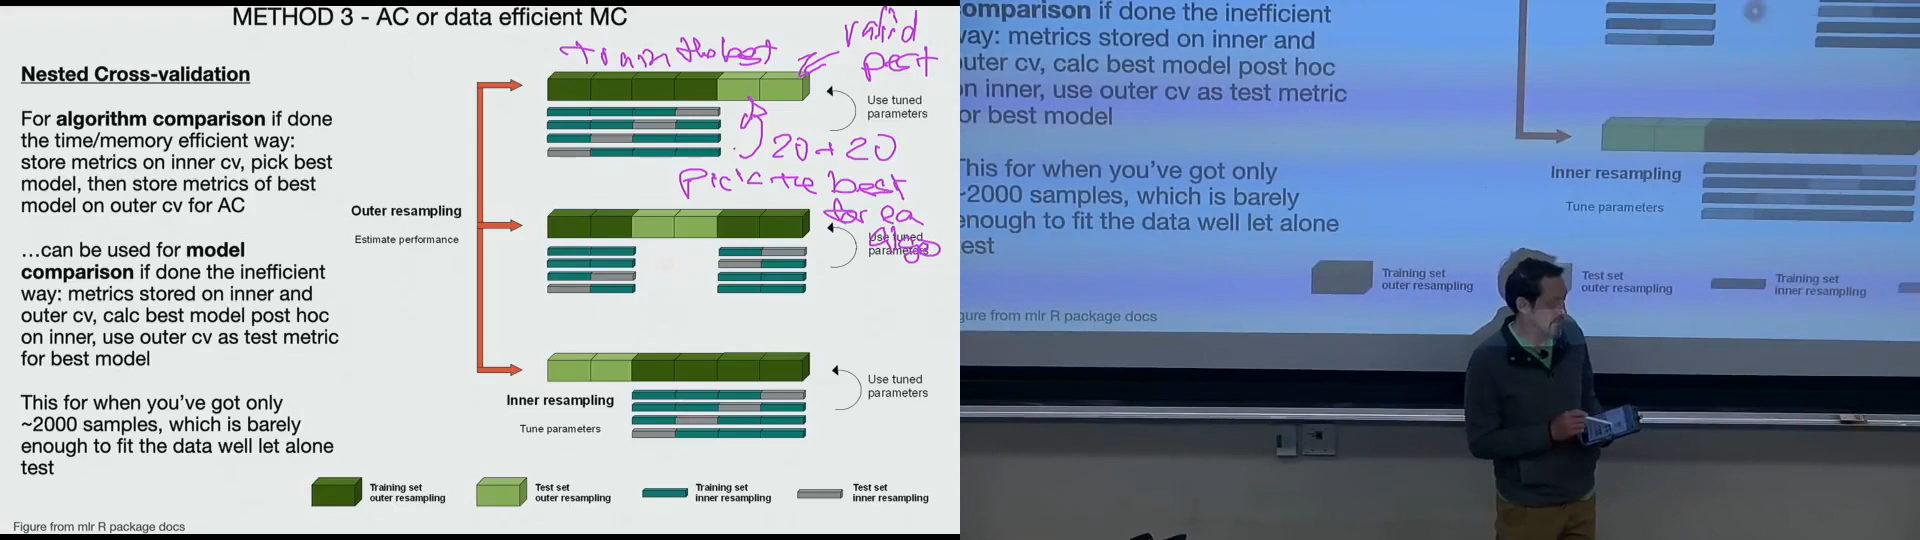 METHOD 3 - AC or data efficient MC
Nested Cross-validation
For algorithm comparison if done
the time/memory efficient way:
store metrics on inner cv, pick best
model, then store metrics of best
model on outer cv for AC
…can be used for model
comparison if done the inefficient
way: metrics stored on inner and
outer cv, calc best model post hoc
on inner, use outer cv as test metric
for best model
This for when you’ve got only
~2000 samples, which is barely
enough to fit the data well let alone
test
Outer resampling
Estimate performance
train the best
valid
perf
Use tuned
parameters
20 + 20
Pick the best
for ea
algo
Use tuned
parameters
Use tuned
parameters
Inner resampling
Tune parameters
Training set
outer resampling
Test set
outer resampling
Training set
inner resampling
Test set
inner resampling
Figure from mlr R package docs
omparison if done the inefficient
ay: metrics stored on inner and
uter cv, calc best model post hoc
n inner, use outer cv as test metric
or best model
This for when you’ve got only
~2000 samples, which is barely
enough to fit the data well let alone
est
Inner resampling
Tune parameters
Training set
outer resampling
Test set
outer resampling
Training set
inner resampling
gure from mlr R package docs